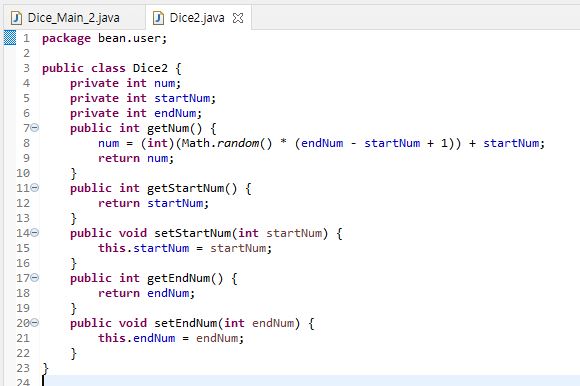 Dice_Main_2.java Dice2.java
1 package bean.user;
2
3 public class Dice2 {
4     private int num;
5     private int startNum;
6     private int endNum;
7     public int getNum() {
8         num = (int)(Math.random() * (endNum - startNum + 1)) + startNum;
9         return num;
10     }
11     public int getStartNum() {
12         return startNum;
13     }
14     public void setStartNum(int startNum) {
15         this.startNum = startNum;
16     }
17     public int getEndNum() {
18         return endNum;
19     }
20     public void setEndNum(int endNum) {
21         this.endNum = endNum;
22     }
23 }
24